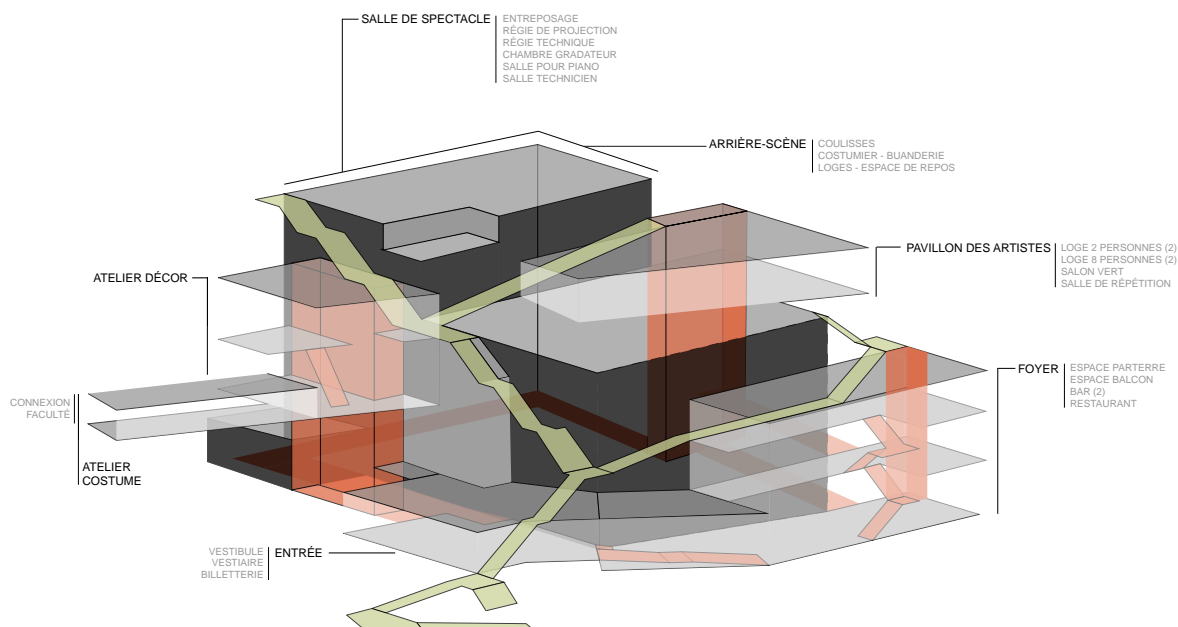 SALLE DE SPECTACLE
ENTREPOSAGE
RÉGIE DE PROJECTION
RÉGIE TECHNIQUE
CHAMBRE GRADATEUR
SALLE POUR PIANO
SALLE TECHNICIEN
ARRIÈRE-SCÈNE
COULISSES
COSTUMIER - BUANDERIE
LOGES - ESPACE DE REPOS
PAVILLON DES ARTISTES
LOGE 2 PERSONNES (2)
LOGE 8 PERSONNES (2)
SALON VERT
SALLE DE RÉPÉTITION
ATELIER DÉCOR
FOYER
ESPACE PARTERRE
ESPACE BALCON
BAR (2)
RESTAURANT
CONNEXION
FACULTÉ
ATELIER
COSTUME
VESTIBULE
VESTIAIRE
BILLETTERIE
ENTRÉE